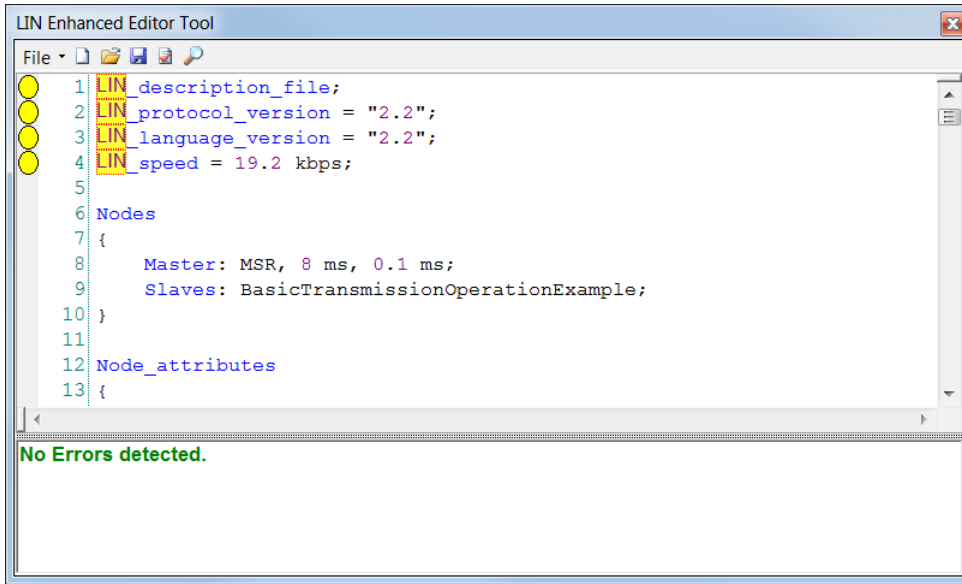 LIN Enhanced Editor Tool
File
1 LIN_description_file;
2 LIN_protocol_version = "2.2";
3 LIN_language_version = "2.2";
4 LIN_speed = 19.2 kbps;
5
6 Nodes
7 {
8 Master: MSR, 8 ms, 0.1 ms;
9 Slaves: BasicTransmissionOperationExample;
10 }
11
12 Node_attributes
13 {
No Errors detected.